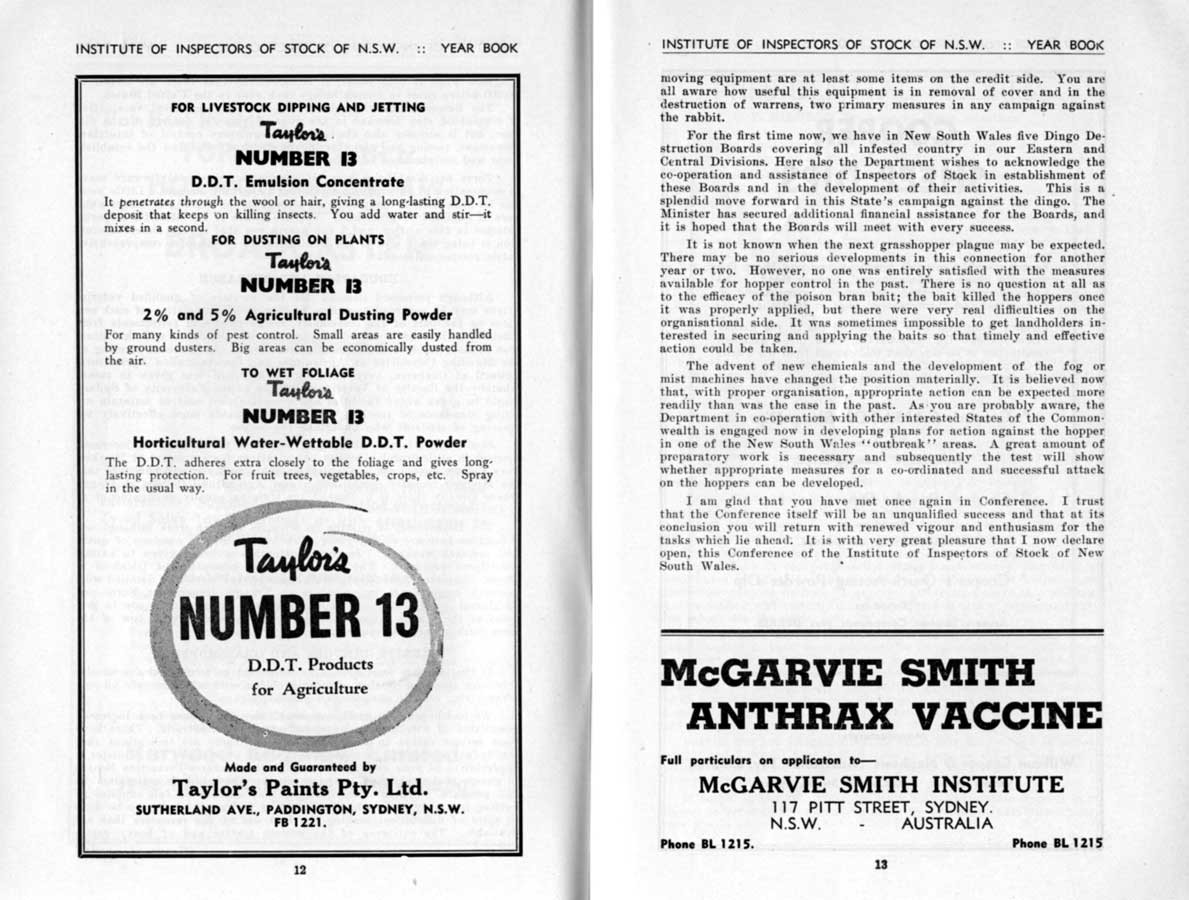 INSTITUTE OF INSPECTORS OF STOCK OF N.S.W. :: YEAR BOOK
FOR LIVESTOCK DIPPING AND JETTING
Taylor's
NUMBER 13
D.D.T. Emulsion Concentrate
It penetrates through the wool or hair, giving a long-lasting D.D.T.
deposit that keeps on killing insects. You add water and stir—it
mixes in a second.
FOR DUSTING ON PLANTS
Taylor's
NUMBER 13
2% and 5% Agricultural Dusting Powder
For many kinds of pest control. Small areas are easily handled
by ground dusters. Big areas can be economically dusted from
the air.
TO WET FOLIAGE
Taylor's
NUMBER 13
Horticultural Water-Wettable D.D.T. Powder
The D.D.T. adheres extra closely to the foliage and gives long-
lasting protection. For fruit trees, vegetables, crops, etc. Spray
in the usual way.
Taylor's
NUMBER 13
D.D.T. Products
for Agriculture
Made and Guaranteed by
Taylor's Paints Pty. Ltd.
SUTHERLAND AVE., PADDINGTON, SYDNEY, N.S.W.
FB 1221.
12
INSTITUTE OF INSPECTORS OF STOCK OF N.S.W. :: YEAR BOOK
moving equipment are at least some items on the credit side. You are
all aware how useful this equipment is in removal of cover and in the
destruction of warrens, two primary measures in any campaign against
the rabbit.
For the first time now, we have in New South Wales five Dingo De-
struction Boards covering all infested country in our Eastern and
Central Divisions. Here also the Department wishes to acknowledge the
co-operation and assistance of Inspectors of Stock in establishment of
these Boards and in the development of their activities. This is a
splendid move forward in this State's campaign against the dingo. The
Minister has secured additional financial assistance for the Boards, and
it is hoped that the Boards will meet with every success.
It is not known when the next grasshopper plague may be expected.
There may be no serious developments in this connection for another
year or two. However, no one was entirely satisfied with the measures
available for hopper control in the past. There is no question at all as
to the efficacy of the poison bran bait; the bait killed the hoppers once
it was properly applied, but there were very real difficulties on the
organisational side. It was sometimes impossible to get landholders in-
terested in securing and applying the baits so that timely and effective
action could be taken.
The advent of new chemicals and the development of the fog or
mist machines have changed the position materially. It is believed now
that, with proper organisation, appropriate action can be expected more
readily than was the case in the past. As you are probably aware, the
Department in co-operation with other interested States of the Common-
wealth is engaged now in developing plans for action against the hopper
in one of the New South Wales "outbreak" areas. A great amount of
preparatory work is necessary and subsequently the test will show
whether appropriate measures for a co-ordinated and successful attack
on the hoppers can be developed.
I am glad that you have met once again in Conference. I trust
that the Conference itself will be an unqualified success and that at its
conclusion you will return with renewed vigour and enthusiasm for the
tasks which lie ahead. It is with very great pleasure that I now declare
open, this Conference of the Institute of Inspectors of Stock of New
South Wales.
McGARVIE SMITH
ANTHRAX VACCINE
Full particulars on applicaton to—
McGARVIE SMITH INSTITUTE
117 PITT STREET, SYDNEY.
N.S.W. - AUSTRALIA
Phone BL 1215. Phone BL 1215
13